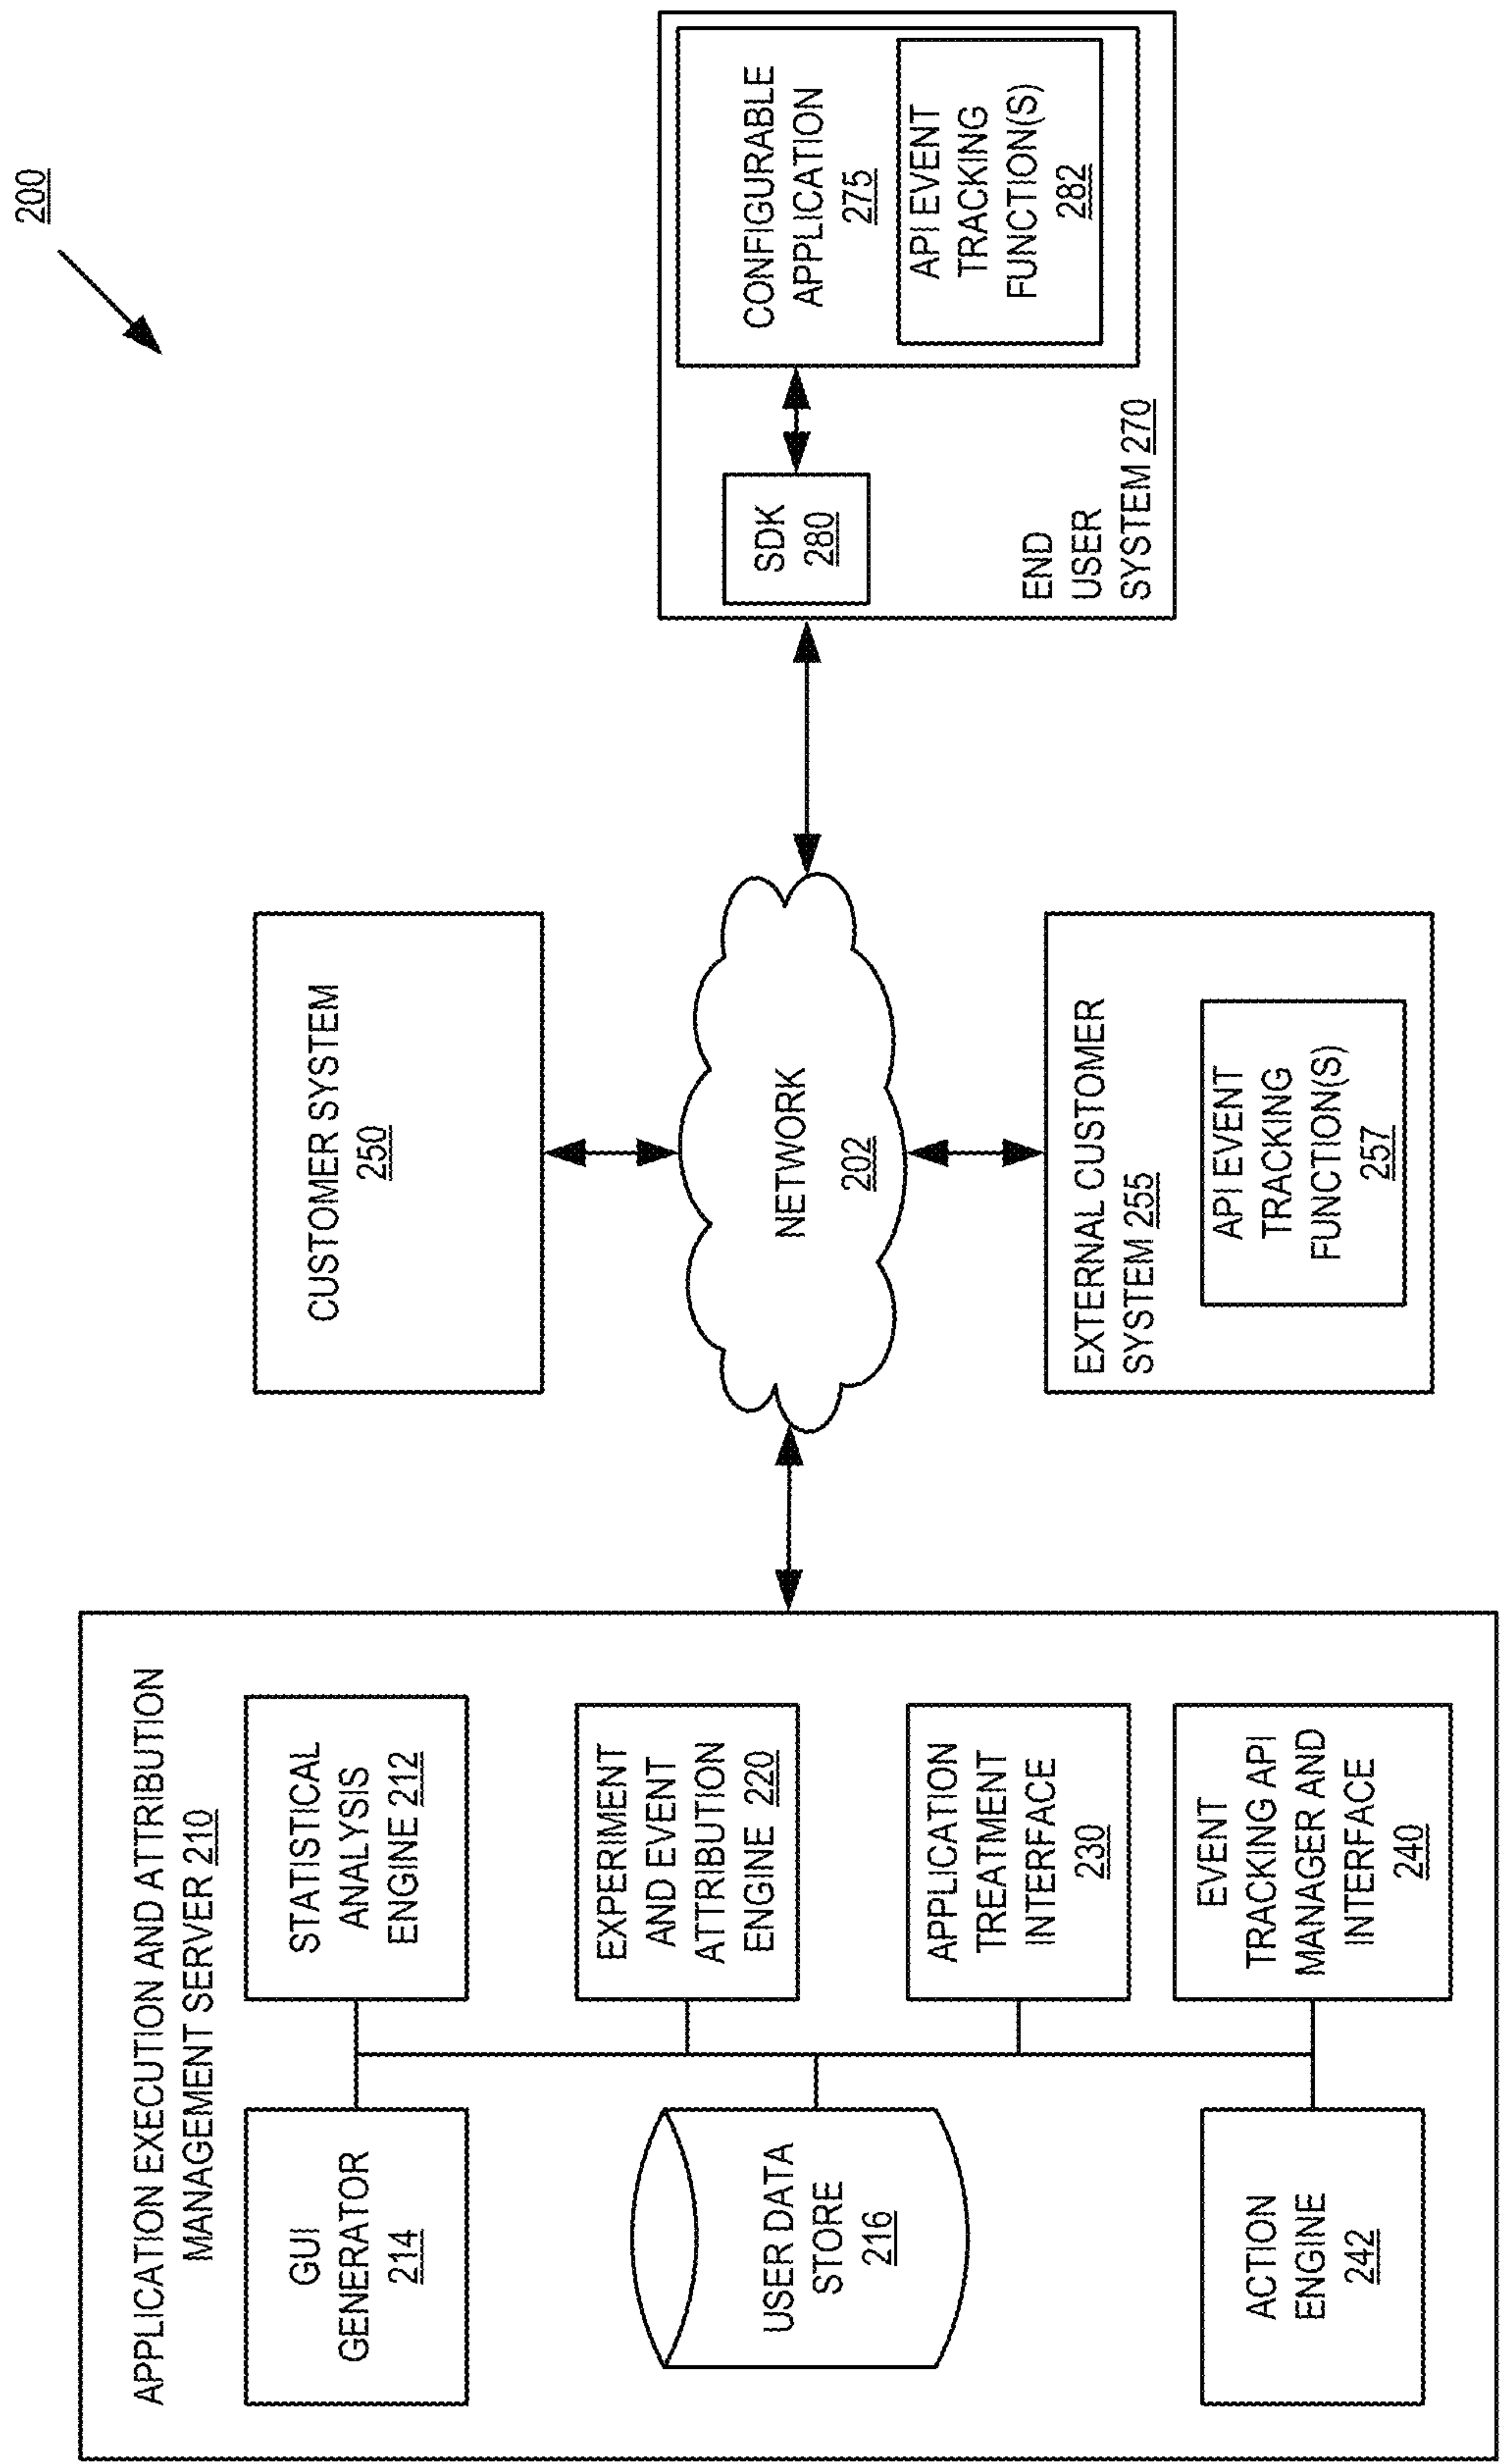 200
APPLICATION EXECUTION AND ATTRIBUTION
MANAGEMENT SERVER 210
GUI
GENERATOR
214
STATISTICAL
ANALYSIS
ENGINE 212
USER DATA
STORE
216
EXPERIMENT
AND EVENT
ATTRIBUTION
ENGINE 220
APPLICATION
TREATMENT
INTERFACE
230
ACTION
ENGINE
242
EVENT
TRACKING API
MANAGER AND
INTERFACE
240
CUSTOMER SYSTEM
250
NETWORK
202
EXTERNAL CUSTOMER
SYSTEM 255
API EVENT
TRACKING
FUNCTION(S)
257
SDK
280
CONFIGURABLE
APPLICATION
275
API EVENT
TRACKING
FUNCTION(S)
282
END
USER
SYSTEM 270